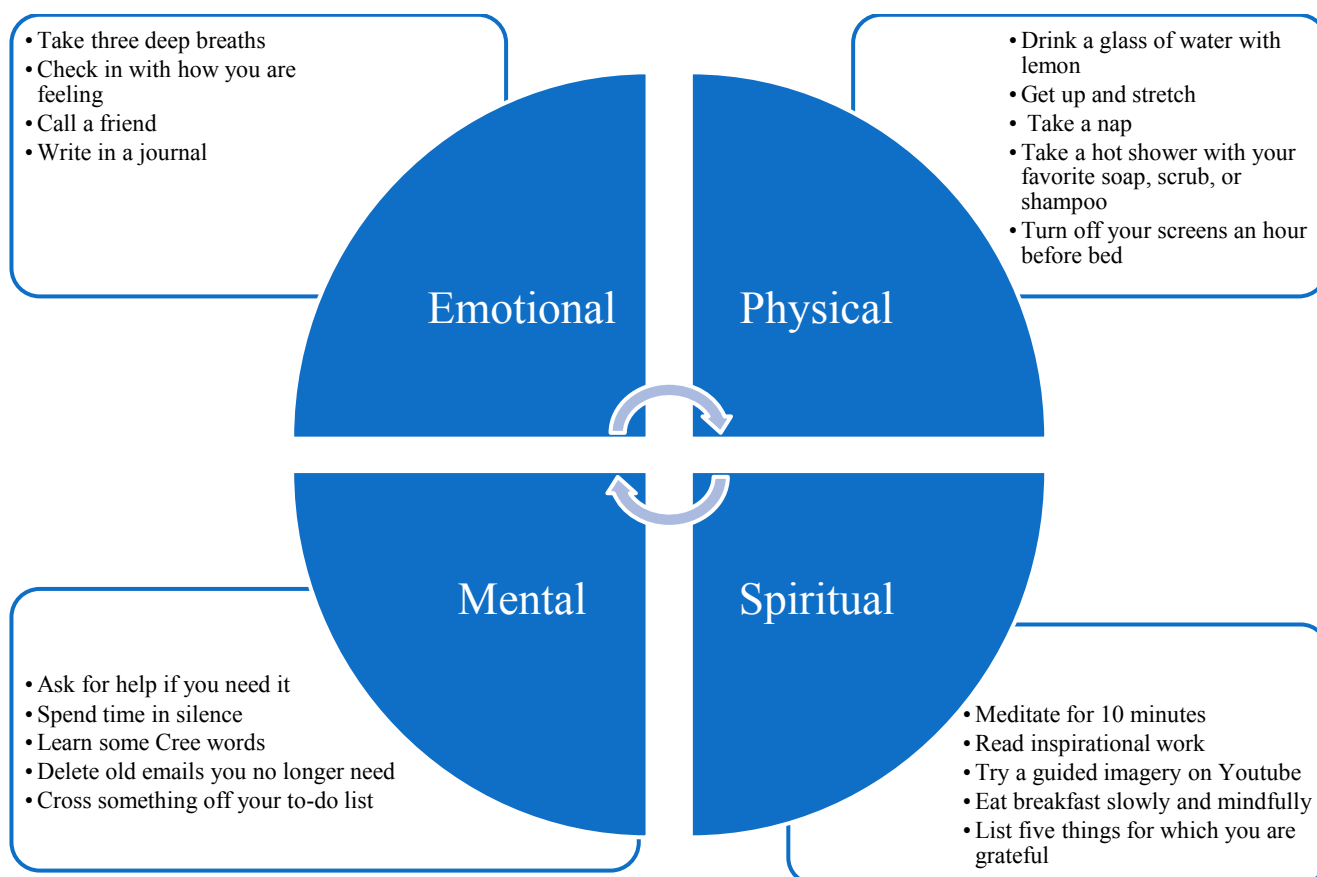 • Take three deep breaths
• Check in with how you are
feeling
• Call a friend
• Write in a journal
• Drink a glass of water with
lemon
• Get up and stretch
• Take a nap
• Take a hot shower with your
favorite soap, scrub, or
shampoo
• Turn off your screens an hour
before bed
Emotional
Physical
Mental
Spiritual
• Ask for help if you need it
• Spend time in silence
• Learn some Cree words
• Delete old emails you no longer need
• Cross something off your to-do list
• Meditate for 10 minutes
• Read inspirational work
• Try a guided imagery on Youtube
• Eat breakfast slowly and mindfully
• List five things for which you are
grateful